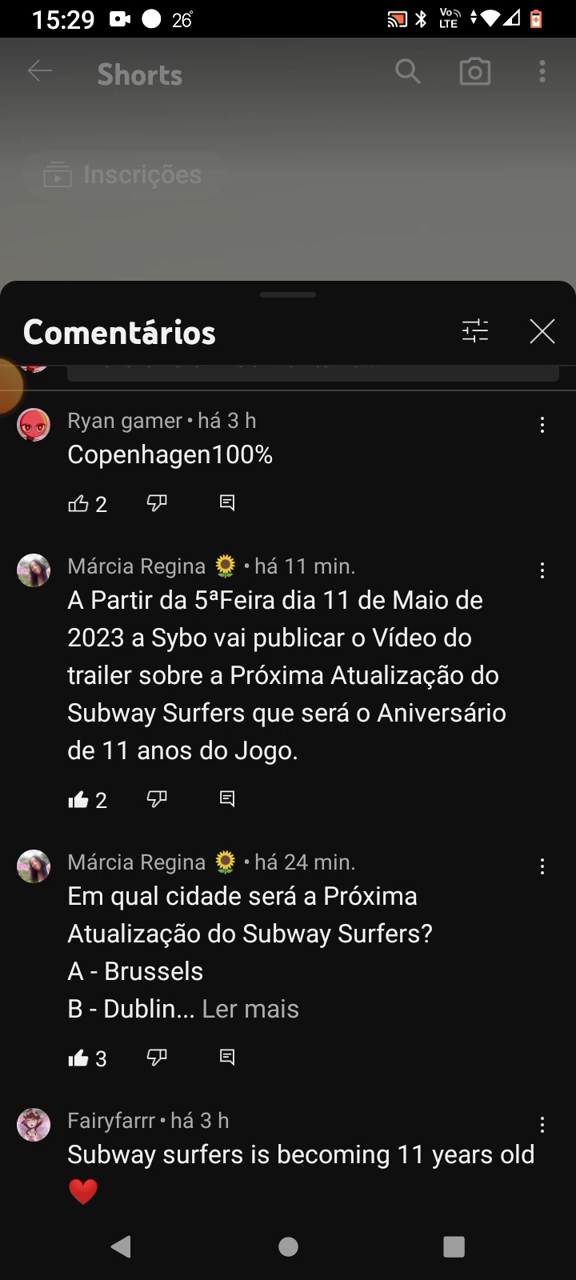 15:29
26°
Vo
LTE
Shorts
Inscrições
Comentários
Ryan gamer • há 3 h
Copenhagen100%
2
Márcia Regina 🌻 • há 11 min.
A Partir da 5ªFeira dia 11 de Maio de
2023 a Sybo vai publicar o Vídeo do
trailer sobre a Próxima Atualização do
Subway Surfers que será o Aniversário
de 11 anos do Jogo.
2
Márcia Regina 🌻 • há 24 min.
Em qual cidade será a Próxima
Atualização do Subway Surfers?
A - Brussels
B - Dublin... Ler mais
3
Fairyfarrr • há 3 h
Subway surfers is becoming 11 years old
❤️